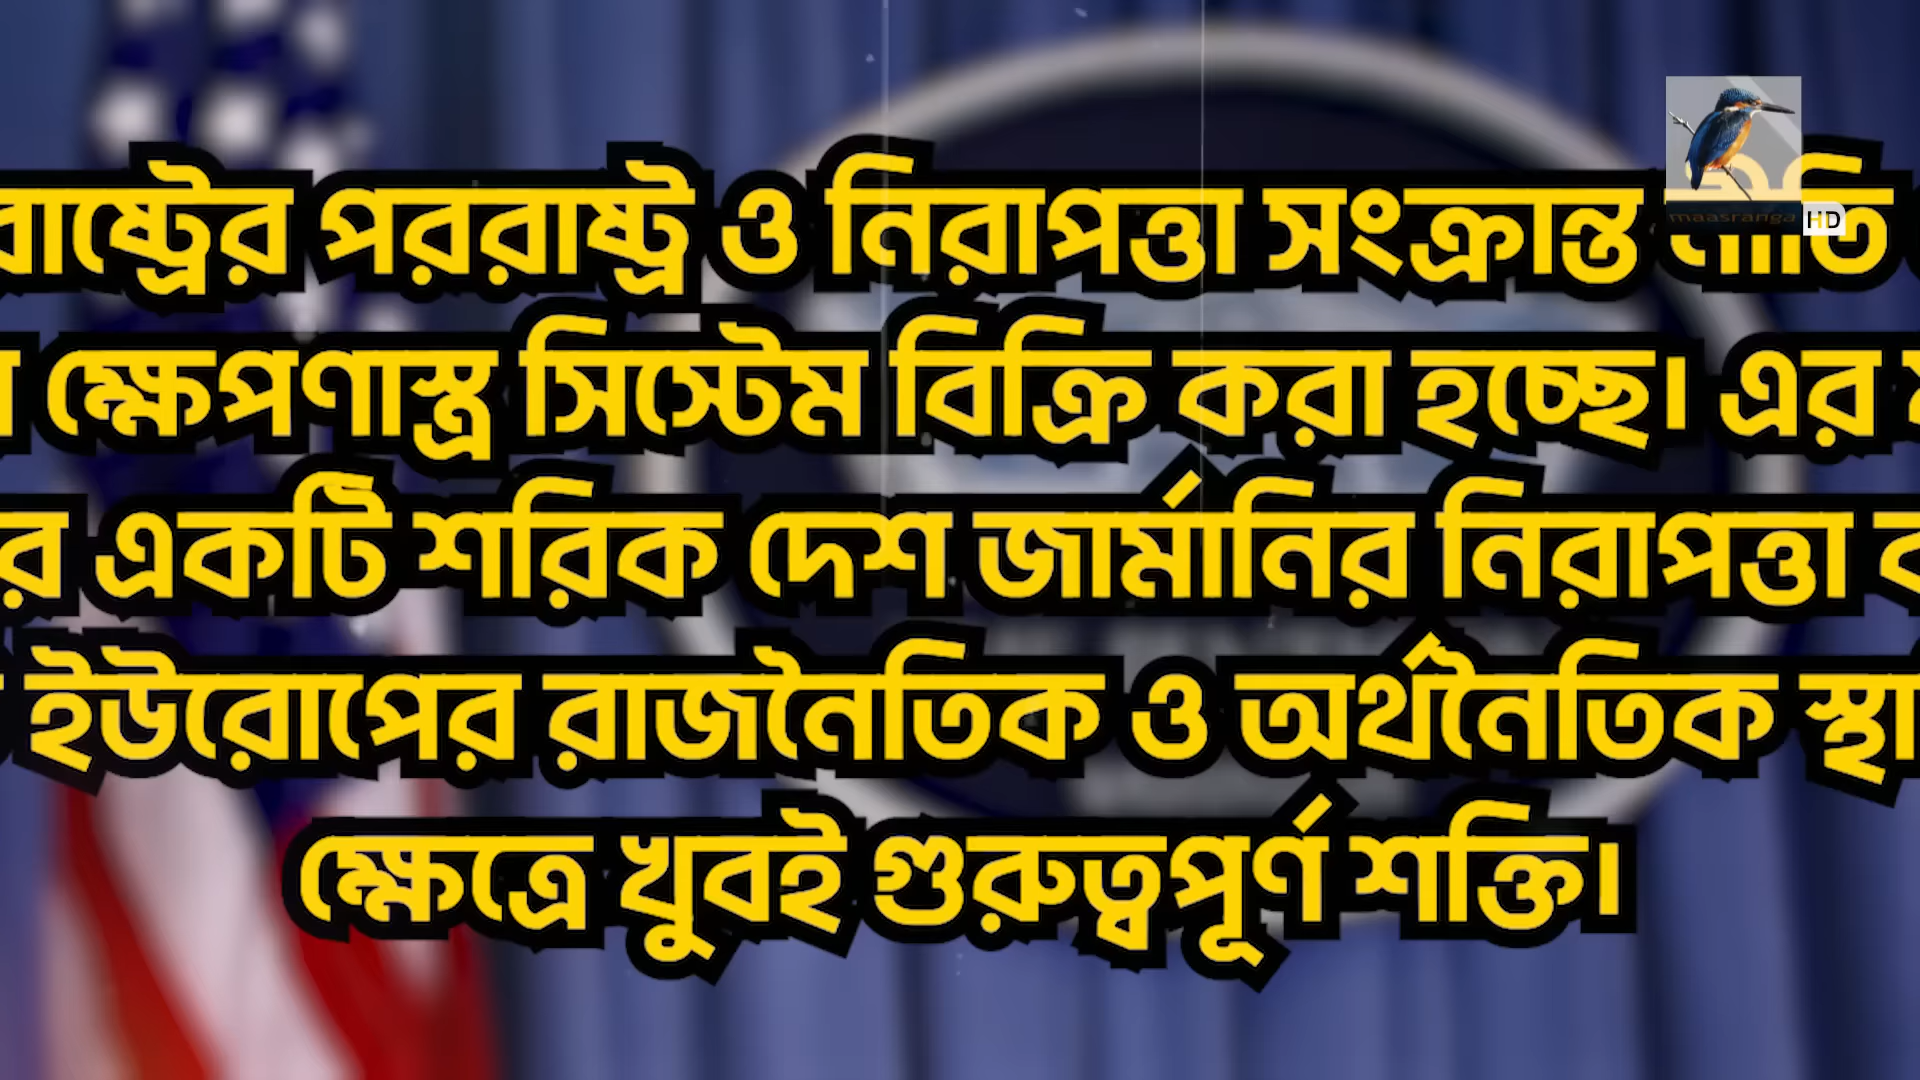 পররাষ্ট্র ও নিরাপত্তা সংক্রান্ত
ক্ষেপণাস্ত্র সিস্টেম বিক্রি করা হচ্ছে। এর
একটি শরিক দেশ জার্মানির নিরাপত্তা
ইউরোপের রাজনৈতিক ও অর্থনৈতিক
ক্ষেত্রে খুবই গুরুত্বপূর্ণ শক্তি।
maasranga HD